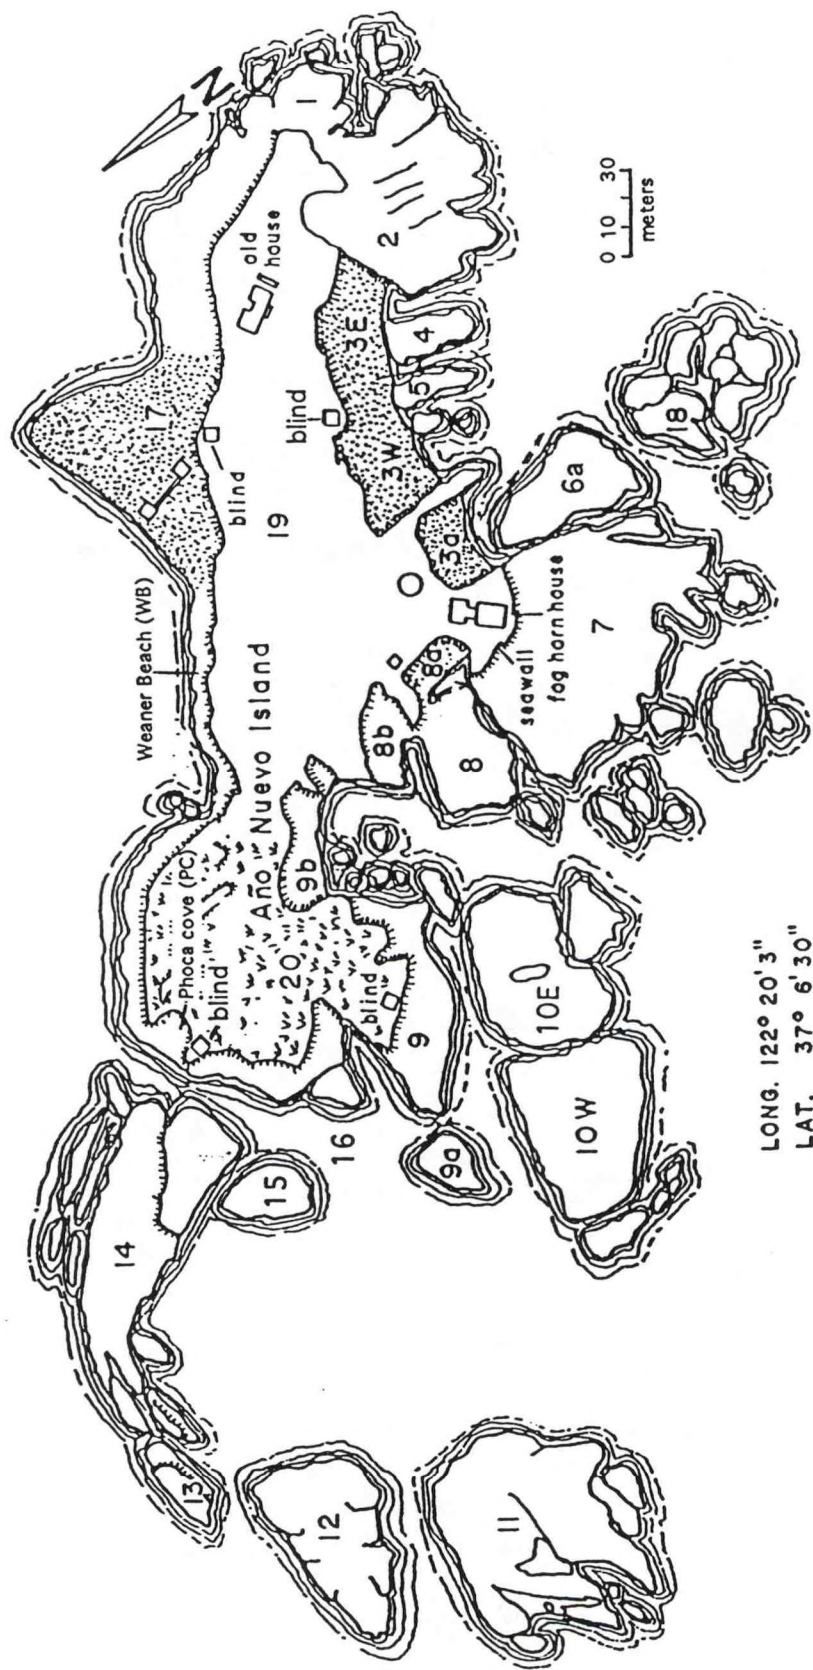 N
1
2
old
house
3E
4
5
blind
3W
17
blind
19
3a
6a
18
7
seawall
fog horn house
8a
8b
8
Weaner Beach (WB)
Año Nuevo Island
9b
Phoca cove (PC)
blind
20
blind
9
9a
10E
10W
16
15
14
13
12
11
0 10 30
meters
LONG. 122° 20' 3"
LAT. 37° 6' 30"